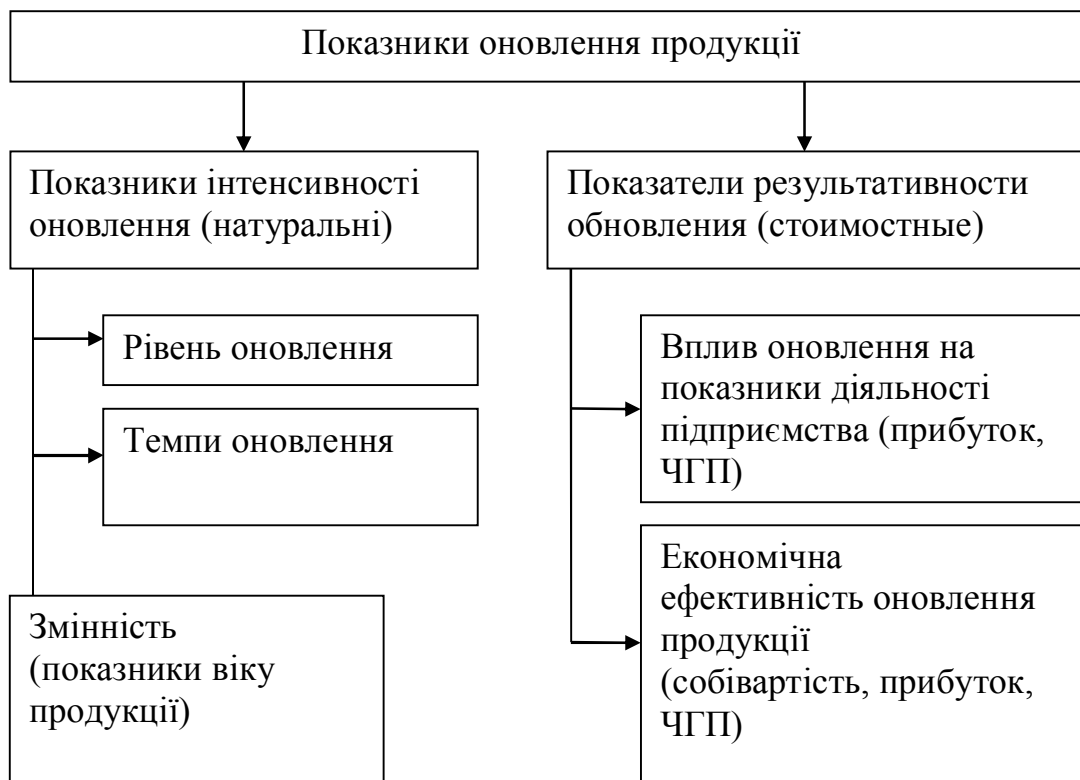 Показники оновлення продукції
Показники інтенсивності
оновлення (натуральні)
Рівень оновлення
Темпи оновлення
Змінність
(показники віку
продукції)
Показатели результативности
обновления (стоимостные)
Вплив оновлення на
показники діяльності
підприємства (прибуток,
ЧГП)
Економічна
ефективність оновлення
продукції
(собівартість, прибуток,
ЧГП)